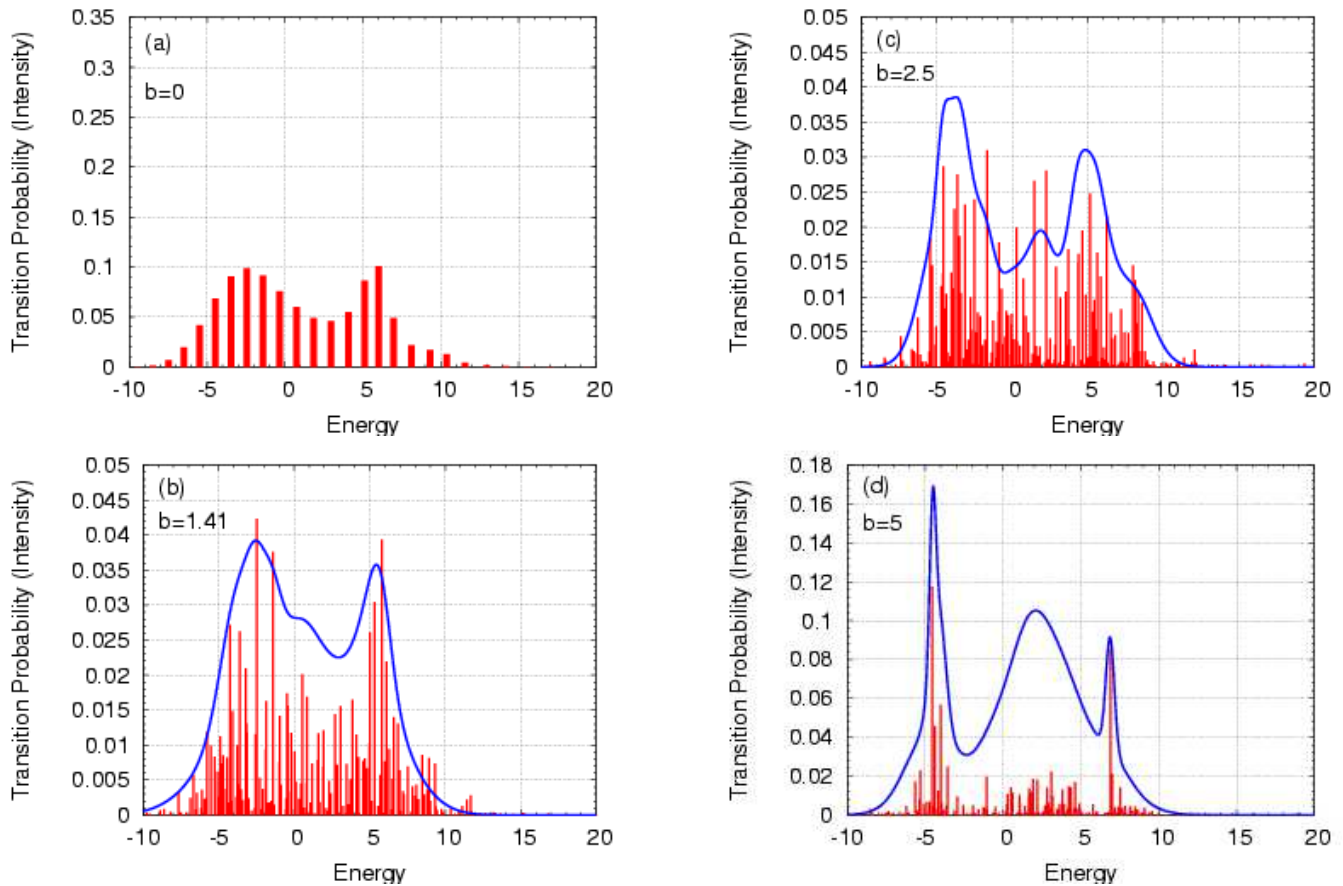 Transition Probability (Intensity)
0.35
0.3
0.25
0.2
0.15
0.1
0.05
0
(a)
b=0
-10 -5 0 5 10 15 20
Energy
Transition Probability (Intensity)
0.05
0.045
0.04
0.035
0.03
0.025
0.02
0.015
0.01
0.005
0
(c)
b=2.5
-10 -5 0 5 10 15 20
Energy
Transition Probability (Intensity)
0.05
0.045
0.04
0.035
0.03
0.025
0.02
0.015
0.01
0.005
0
(b)
b=1.41
-10 -5 0 5 10 15 20
Energy
Transition Probability (Intensity)
0.18
0.16
0.14
0.12
0.1
0.08
0.06
0.04
0.02
0
(d)
b=5
-10 -5 0 5 10 15 20
Energy